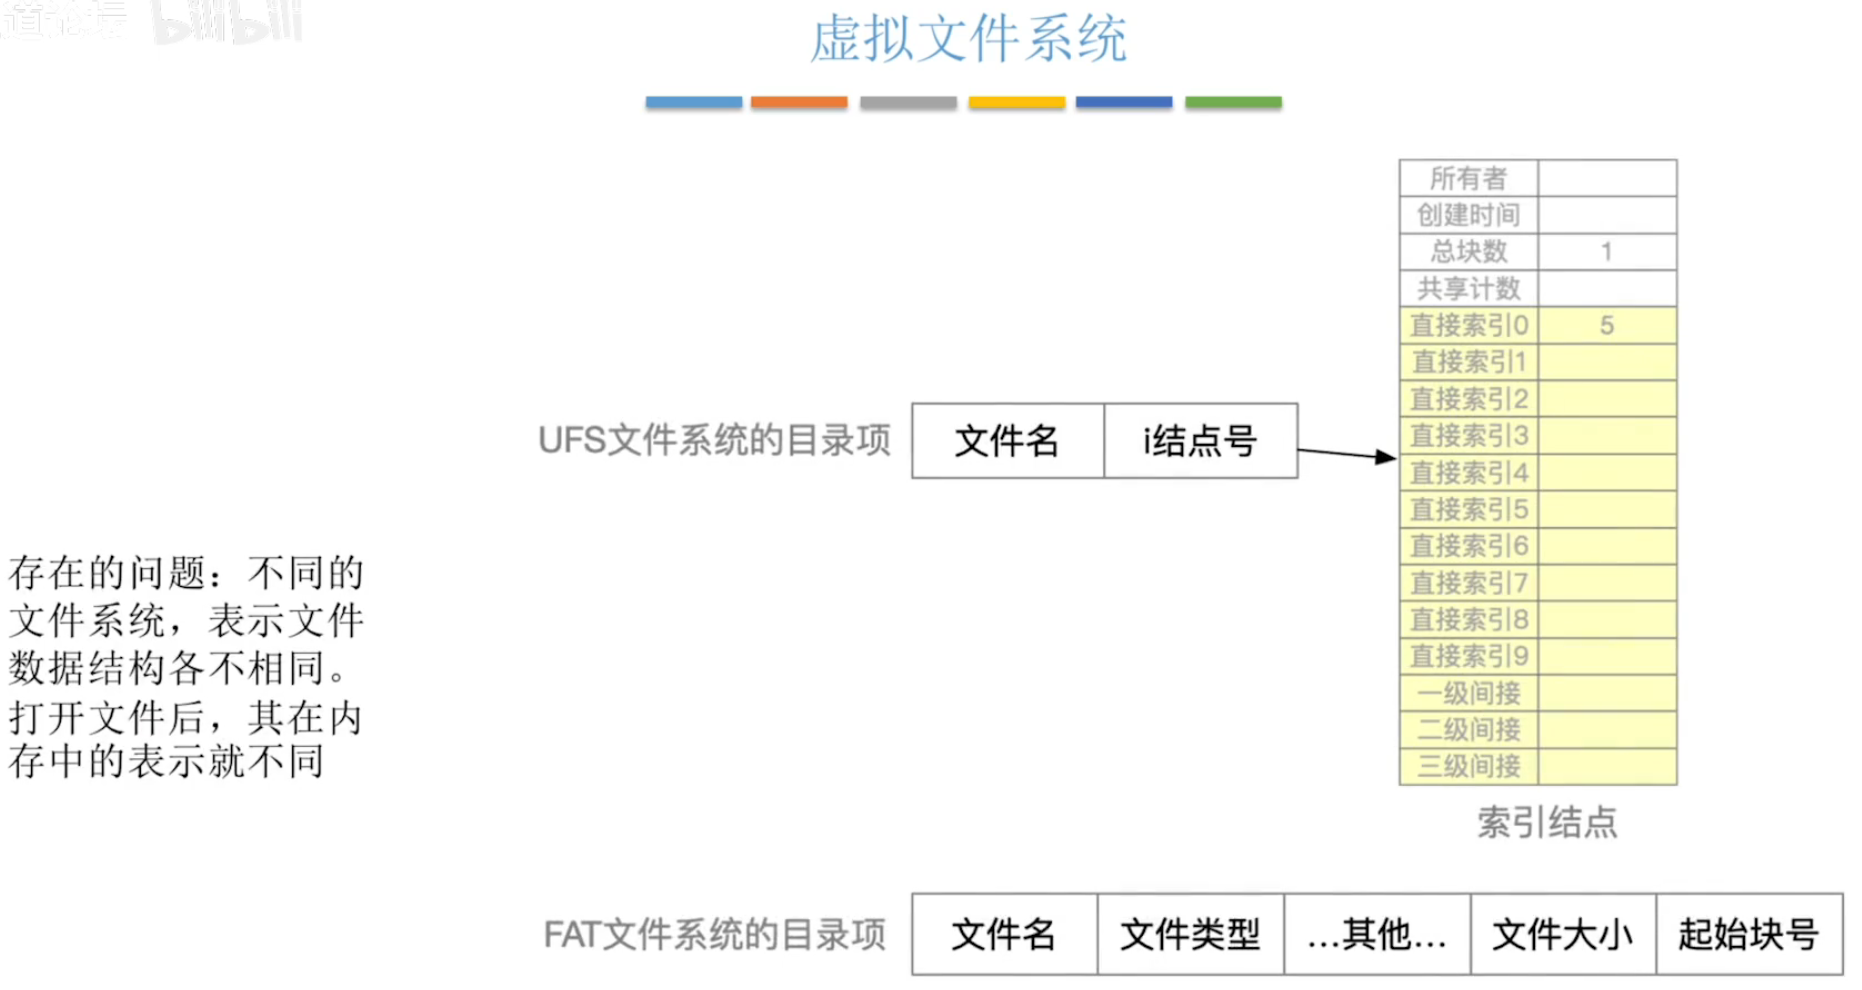 bilibili
虚拟文件系统
所有者
创建时间
总块数 1
共享计数
直接索引0 5
直接索引1
直接索引2
直接索引3
直接索引4
直接索引5
直接索引6
直接索引7
直接索引8
直接索引9
一级间接
二级间接
三级间接
索引结点
UFS文件系统的目录项 文件名 i结点号
存在的问题：不同的
文件系统，表示文件
数据结构各不相同。
打开文件后，其在内
存中的表示就不同
FAT文件系统的目录项 文件名 文件类型 ...其他... 文件大小 起始块号